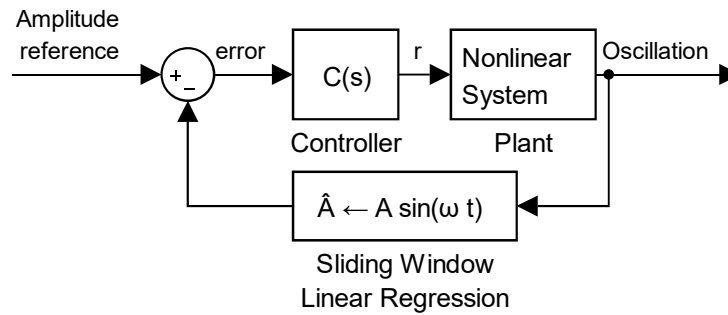 Amplitude
reference
+
−
error
C(s)
Controller
r
Nonlinear
System
Plant
Oscillation
Â ← A sin(ω t)
Sliding Window
Linear Regression